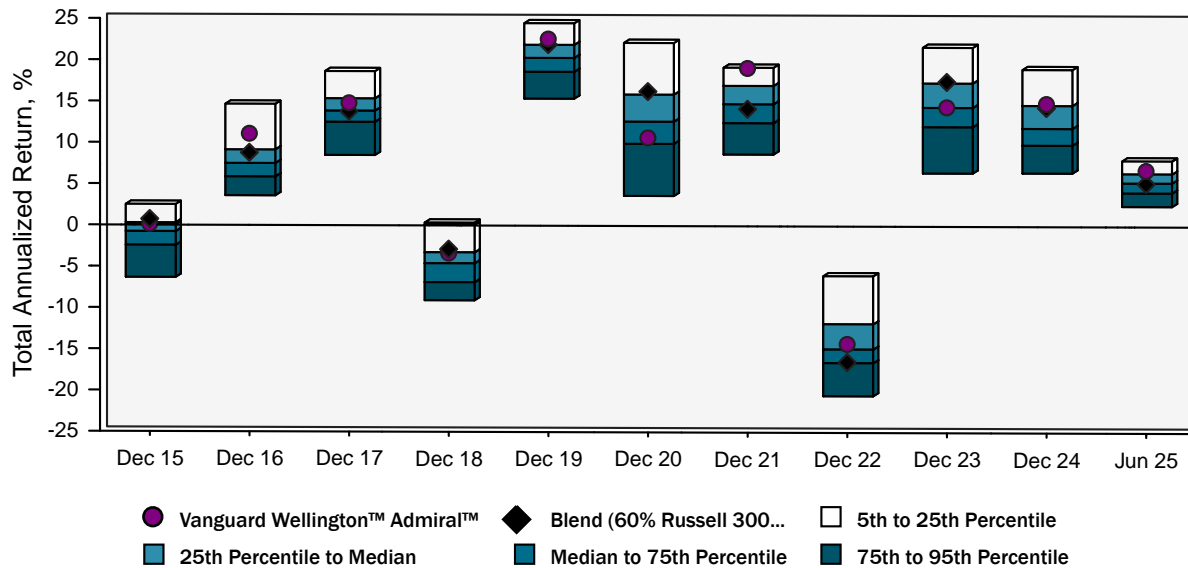 Total Annualized Return, %
25
20
15
10
5
0
-5
-10
-15
-20
-25
Dec 15 Dec 16 Dec 17 Dec 18 Dec 19 Dec 20 Dec 21 Dec 22 Dec 23 Dec 24 Jun 25
Vanguard Wellington™ Admiral™ Blend (60% Russell 300... 5th to 25th Percentile
25th Percentile to Median Median to 75th Percentile 75th to 95th Percentile